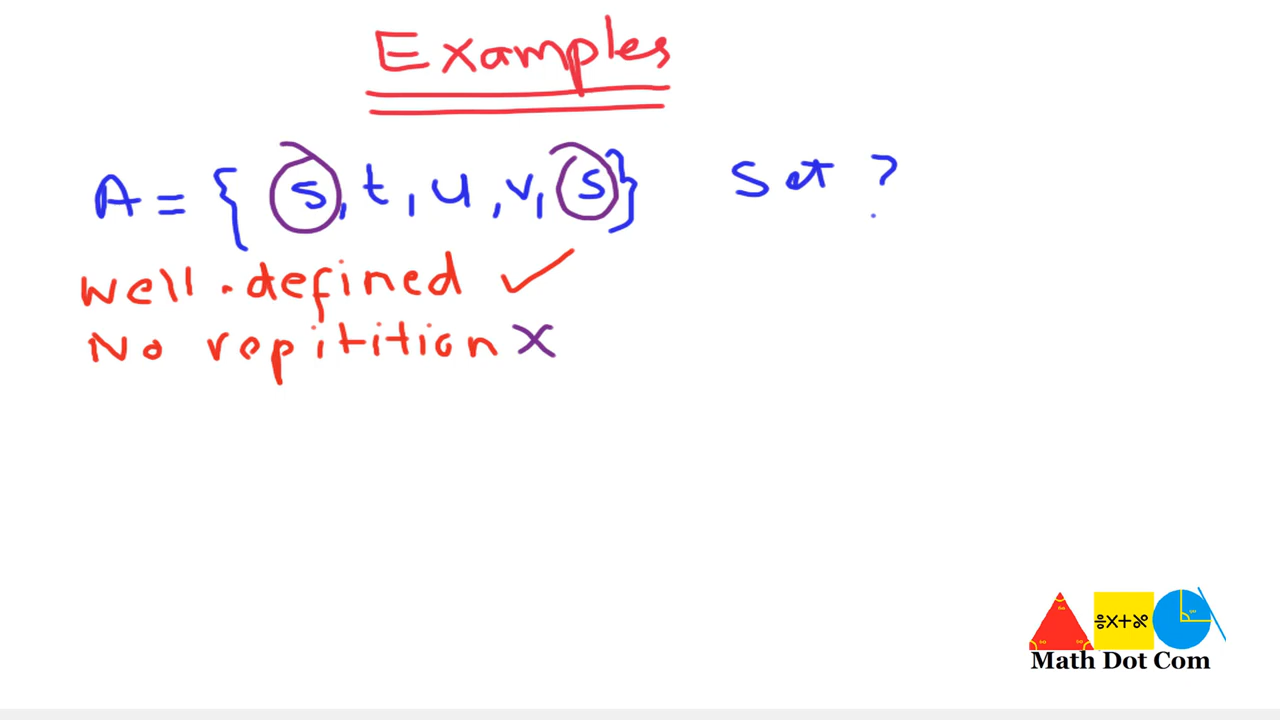 Examples
A = { s, t, u, v, s} Set ?
Well-defined ✓
No repitition X
÷x+%
Math Dot Com